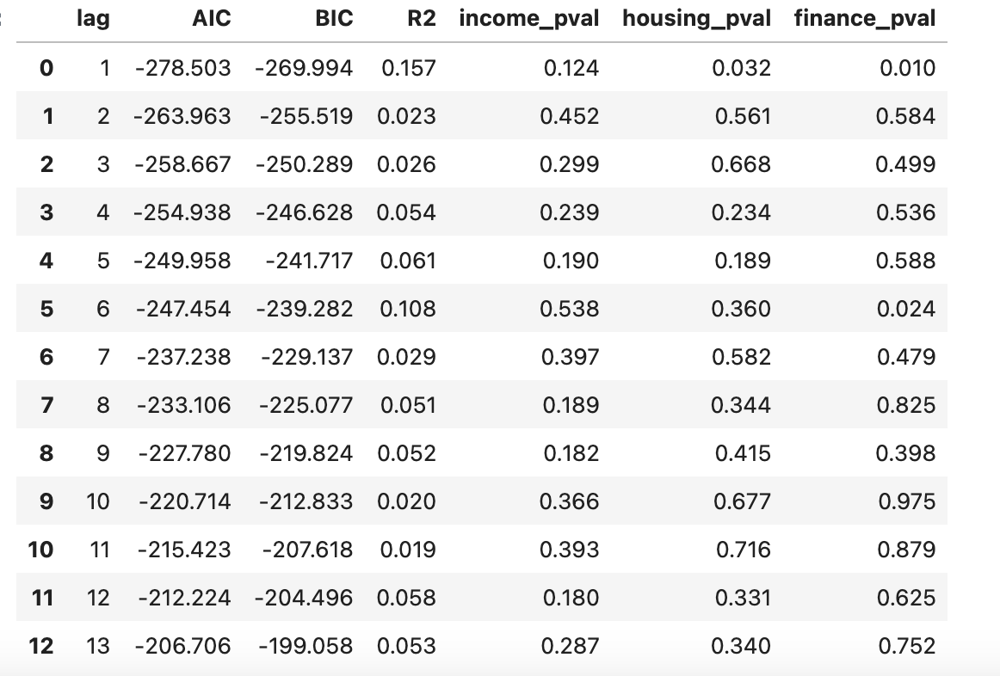 lag AIC BIC R2 income_pval housing_pval finance_pval
0 1 -278.503 -269.994 0.157 0.124 0.032 0.010
1 2 -263.963 -255.519 0.023 0.452 0.561 0.584
2 3 -258.667 -250.289 0.026 0.299 0.668 0.499
3 4 -254.938 -246.628 0.054 0.239 0.234 0.536
4 5 -249.958 -241.717 0.061 0.190 0.189 0.588
5 6 -247.454 -239.282 0.108 0.538 0.360 0.024
6 7 -237.238 -229.137 0.029 0.397 0.582 0.479
7 8 -233.106 -225.077 0.051 0.189 0.344 0.825
8 9 -227.780 -219.824 0.052 0.182 0.415 0.398
9 10 -220.714 -212.833 0.020 0.366 0.677 0.975
10 11 -215.423 -207.618 0.019 0.393 0.716 0.879
11 12 -212.224 -204.496 0.058 0.180 0.331 0.625
12 13 -206.706 -199.058 0.053 0.287 0.340 0.752